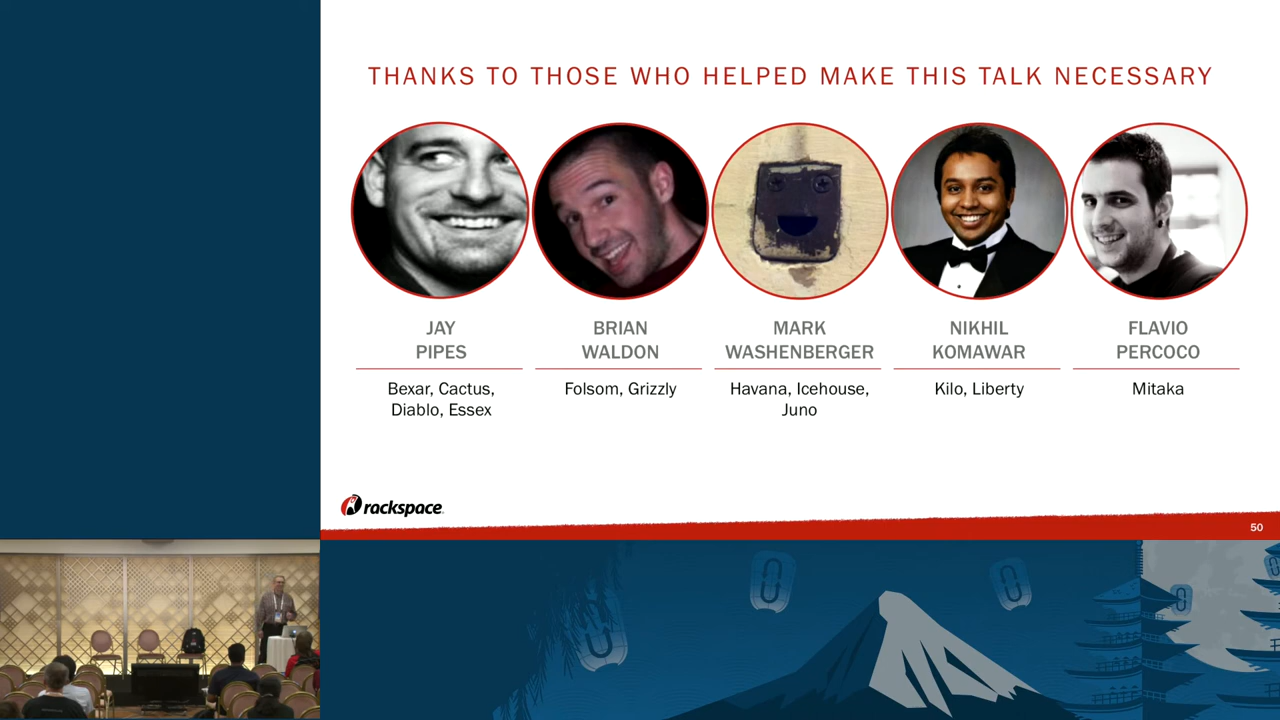 THANKS TO THOSE WHO HELPED MAKE THIS TALK NECESSARY
JAY
PIPES
Bexar, Cactus,
Diablo, Essex
BRIAN
WALDON
Folsom, Grizzly
MARK
WASHENBERGER
Havana, Icehouse,
Juno
NIKHIL
KOMAWAR
Kilo, Liberty
FLAVIO
PERCOCO
Mitaka
rackspace
50